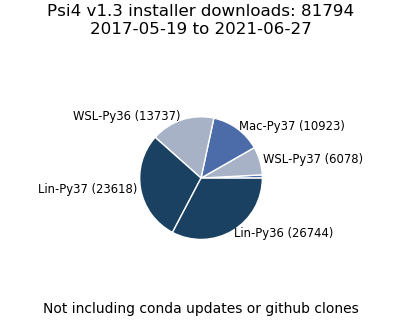 Psi4 v1.3 installer downloads: 81794
2017-05-19 to 2021-06-27
WSL-Py36 (13737)
Mac-Py37 (10923)
WSL-Py37 (6078)
Lin-Py37 (23618)
Lin-Py36 (26744)
Not including conda updates or github clones